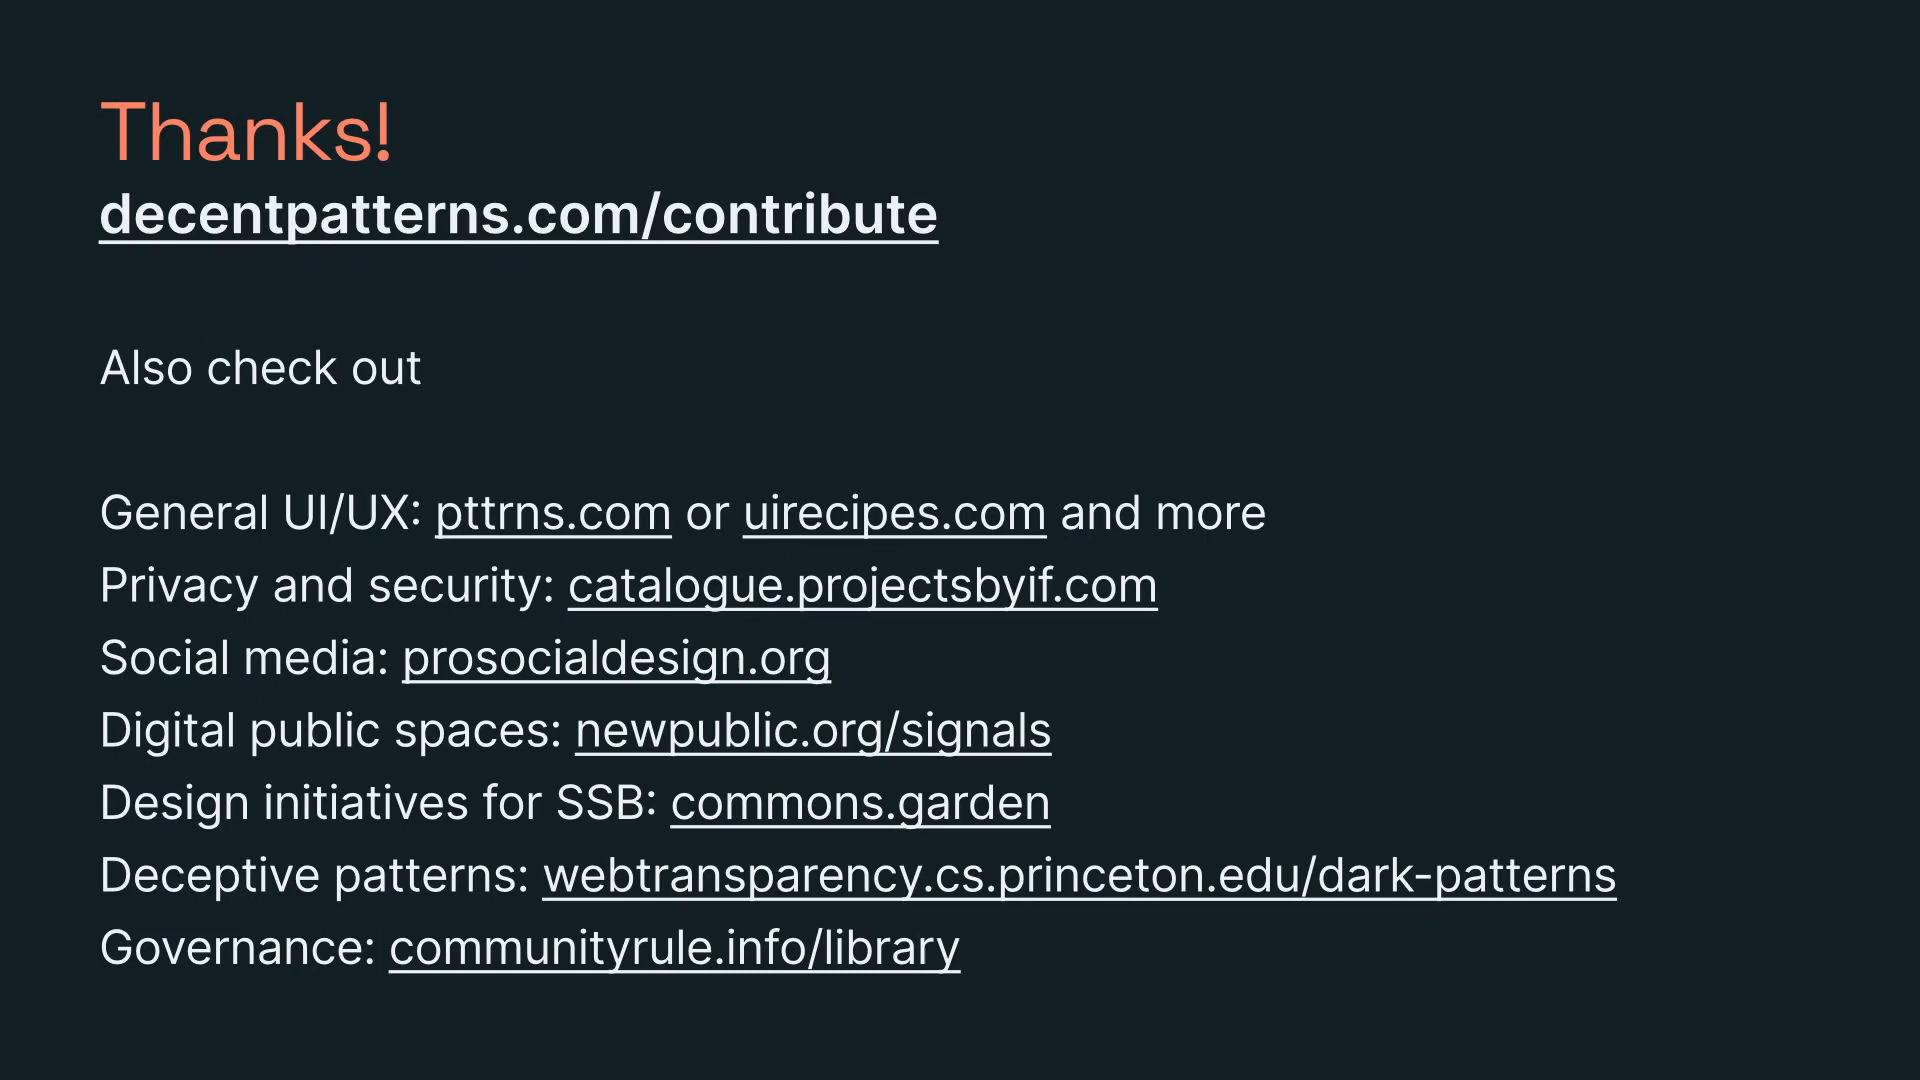 Thanks!
decentpatterns.com/contribute
Also check out
General UI/UX: pttrns.com or uirecipes.com and more
Privacy and security: catalogue.projectsbyif.com
Social media: prosocialdesign.org
Digital public spaces: newpublic.org/signals
Design initiatives for SSB: commons.garden
Deceptive patterns: webtransparency.cs.princeton.edu/dark-patterns
Governance: communityrule.info/library